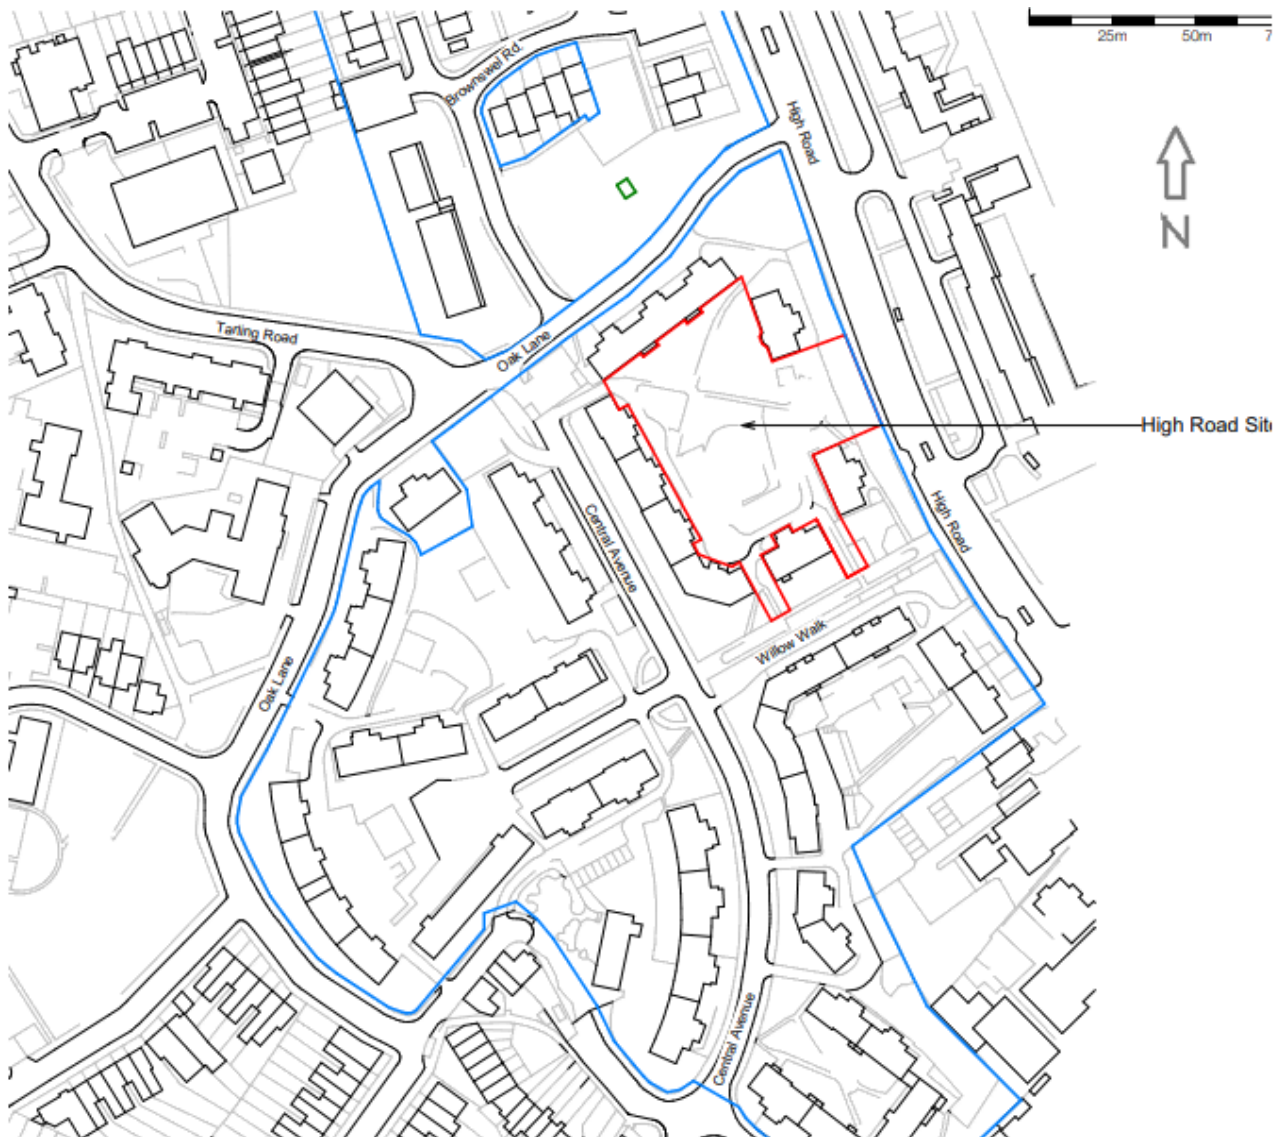 25m 50m 7
Brownswel Rd.
High Road
N
Tarling Road
Oak Lane
High Road Site
Central Avenue
High Road
Willow Walk
Oak Lane
Central Avenue